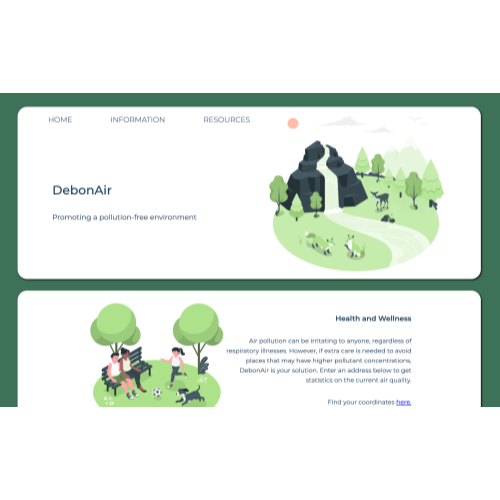 HOME INFORMATION RESOURCES
DebonAir
Promoting a pollution-free environment
Health and Wellness
Air pollution can be irritating to anyone, regardless of
respiratory illnesses. However, if extra care is needed to avoid
places that may have higher pollutant concentrations,
DebonAir is your solution. Enter an address below to get
statistics on the current air quality.
Find your coordinates here.